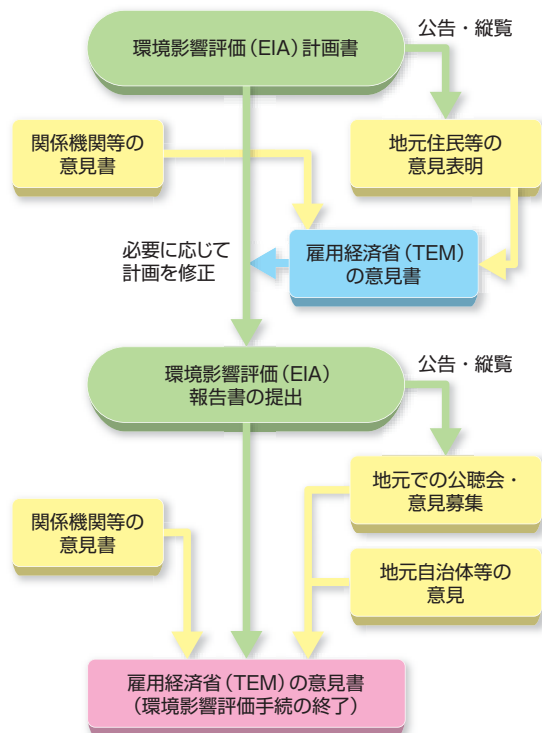 公告・縦覧
環境影響評価(EIA)計画書
関係機関等の
意見書
地元住民等の
意見表明
必要に応じて
計画を修正
雇用経済省(TEM)
の意見書
環境影響評価(EIA)
報告書の提出
公告・縦覧
地元での公聴会・
意見募集
関係機関等の
意見書
地元自治体等の
意見
雇用経済省(TEM)の意見書
(環境影響評価手続の終了)